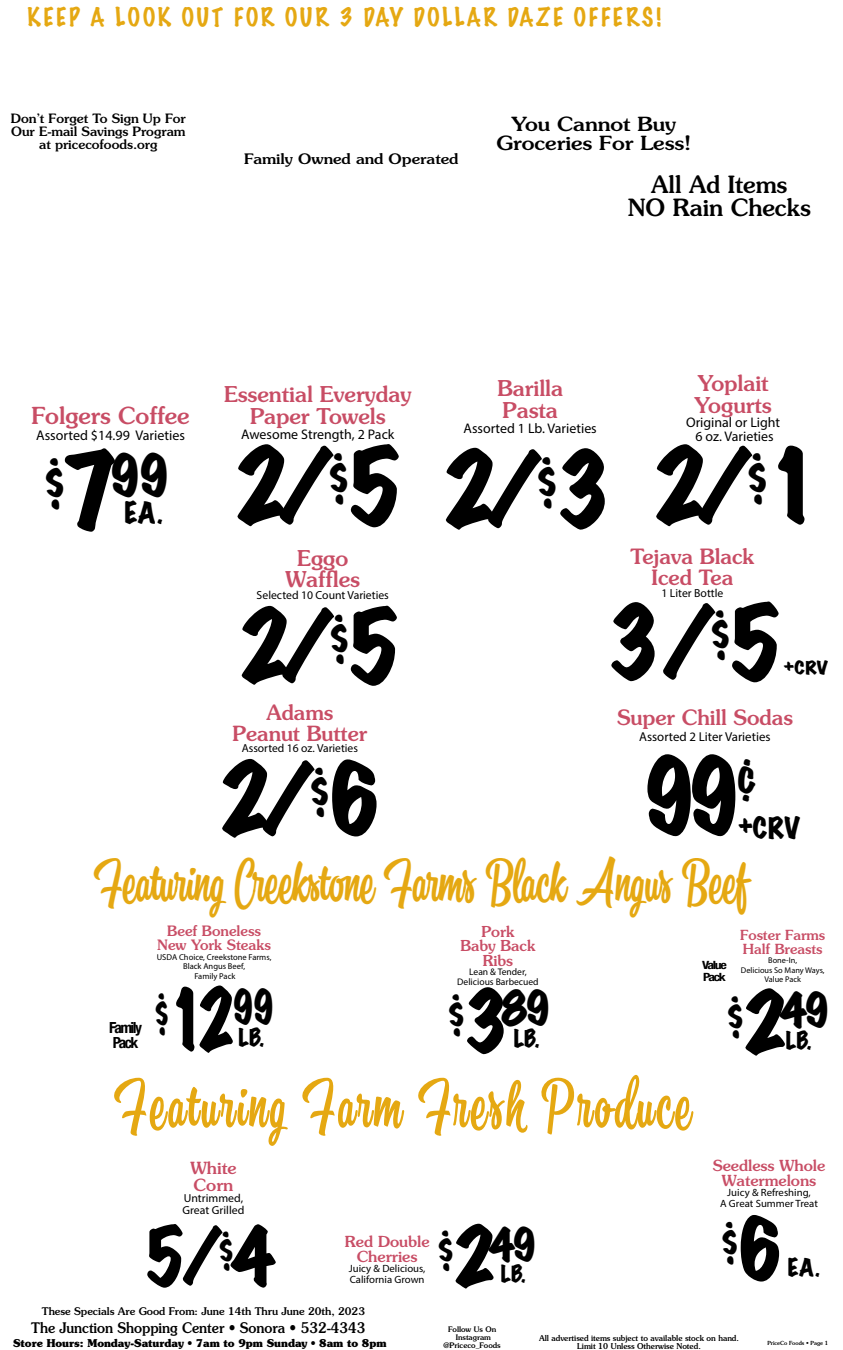 KEEP A LOOK OUT FOR OUR 3 DAY DOLLAR DAZE OFFERS!
Don't Forget To Sign Up For
Our E-mail Savings Program
at pricecofoods.org
Family Owned and Operated
You Cannot Buy
Groceries For Less!
All Ad Items
NO Rain Checks
Folgers Coffee
Assorted $14.99 Varieties
$7.99 EA.
Essential Everyday
Paper Towels
Awesome Strength, 2 Pack
2/$5
Barilla
Pasta
Assorted 1 Lb. Varieties
2/$3
Yoplait
Yogurts
Original or Light
6 oz. Varieties
2/$1
Eggo
Waffles
Selected 10 Count Varieties
2/$5
Tejava Black
Iced Tea
1 Liter Bottle
3/$5 +CRV
Adams
Peanut Butter
Assorted 16 oz. Varieties
2/$6
Super Chill Sodas
Assorted 2 Liter Varieties
99¢
+CRV
Featuring Creekstone Farms Black Angus Beef
Beef Boneless
New York Steaks
USDA Choice, Creekstone Farms,
Black Angus Beef,
Family Pack
Family
Pack
$12.99 LB.
Pork
Baby Back
Ribs
Lean & Tender,
Delicious Barbecued
$3.89 LB.
Foster Farms
Half Breasts
Bone-In,
Delicious So Many Ways,
Value Pack
Value
Pack
$2.49 LB.
Featuring Farm Fresh Produce
White
Corn
Untrimmed,
Great Grilled
5/$4
Red Double
Cherries
Juicy & Delicious,
California Grown
$2.49 LB.
Seedless Whole
Watermelons
Juicy & Refreshing,
A Great Summer Treat
$6 EA.
These Specials Are Good From: June 14th Thru June 20th, 2023
The Junction Shopping Center • Sonora • 532-4343
Store Hours: Monday-Saturday • 7am to 9pm Sunday • 8am to 8pm
Follow Us On
Instagram
@Priceco_Foods
All advertised items subject to available stock on hand.
Limit 10 Unless Otherwise Noted.
PriceCo Foods • Page 1